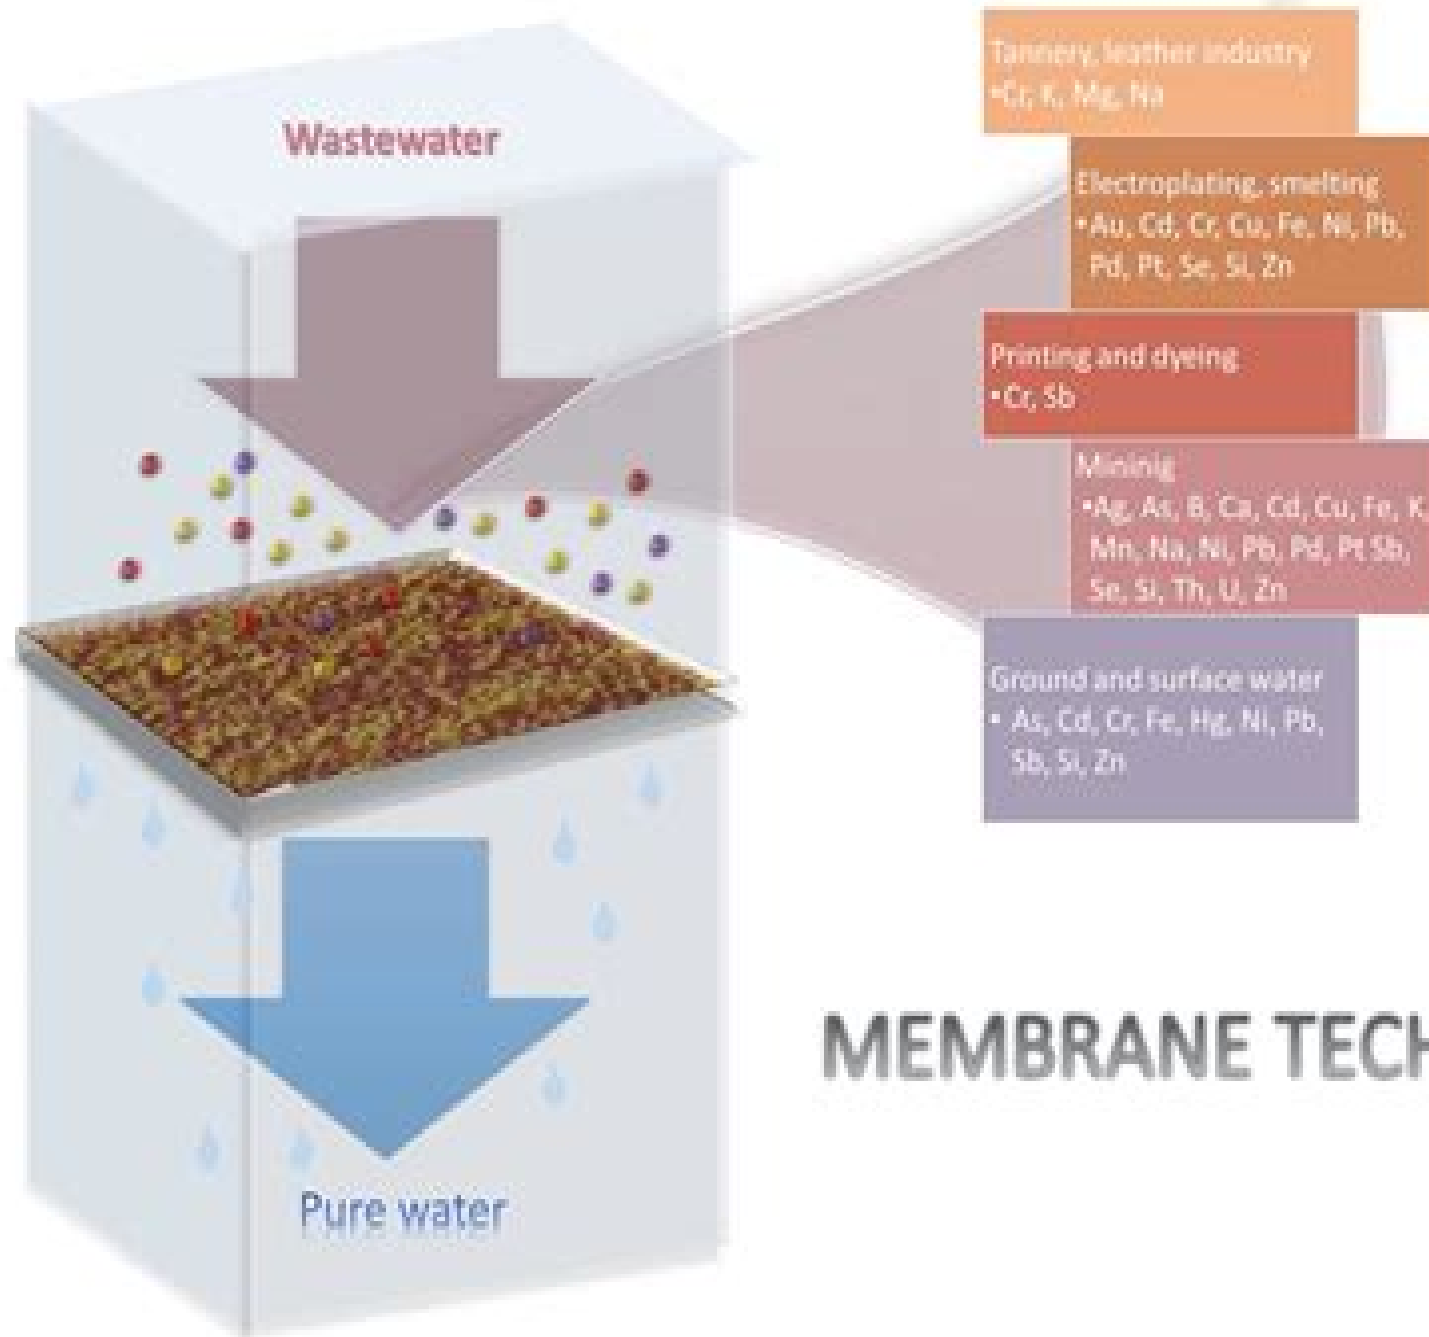 Wastewater
Tannery, leather industry
•Cr, K, Mg, Na
Electroplating, smelting
•Au, Cd, Cr, Cu, Fe, Ni, Pb,
Pd, Pt, Se, Si, Zn
Printing and dyeing
•Cr, Sb
Mininig
•Ag, As, B, Ca, Cd, Cu, Fe, K,
Mn, Na, Ni, Pb, Pd, Pt Sb,
Se, Si, Th, U, Zn
Ground and surface water
• As, Cd, Cr, Fe, Hg, Ni, Pb,
Sb, Si, Zn
MEMBRANE TECH
Pure water